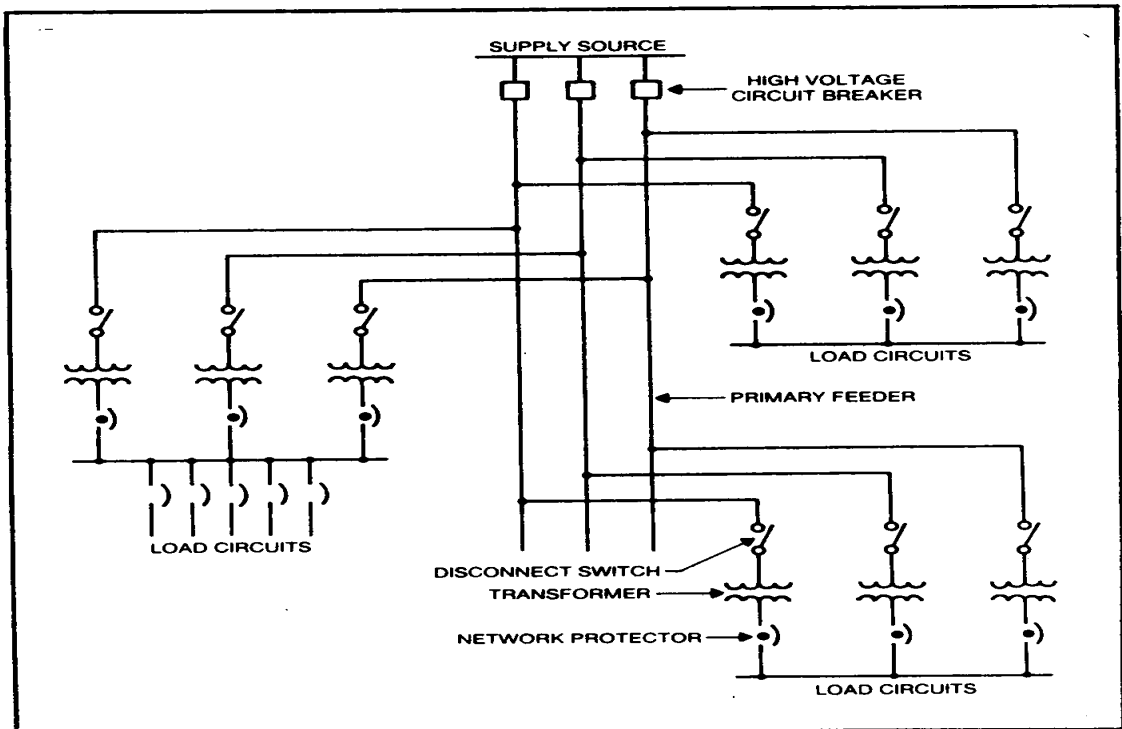 SUPPLY SOURCE
HIGH VOLTAGE
CIRCUIT BREAKER
LOAD CIRCUITS
PRIMARY FEEDER
LOAD CIRCUITS
DISCONNECT SWITCH
TRANSFORMER
NETWORK PROTECTOR
LOAD CIRCUITS